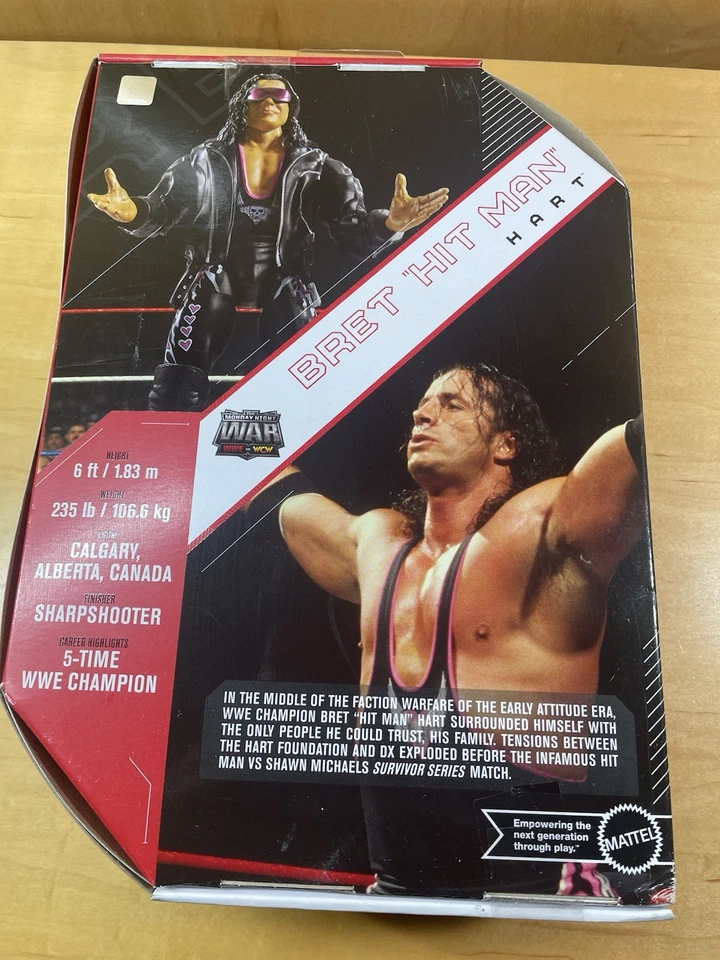 BRET "HIT MAN"
HART™
THE
MONDAY NIGHT
WAR
WWE VS WCW
HEIGHT
6 ft / 1.83 m
WEIGHT
235 lb / 106.6 kg
FROM
CALGARY,
ALBERTA, CANADA
FINISHER
SHARPSHOOTER
CAREER HIGHLIGHTS
5-TIME
WWE CHAMPION
IN THE MIDDLE OF THE FACTION WARFARE OF THE EARLY ATTITUDE ERA,
WWE CHAMPION BRET "HIT MAN" HART SURROUNDED HIMSELF WITH
THE ONLY PEOPLE HE COULD TRUST, HIS FAMILY. TENSIONS BETWEEN
THE HART FOUNDATION AND DX EXPLODED BEFORE THE INFAMOUS HIT
MAN VS SHAWN MICHAELS SURVIVOR SERIES MATCH.
Empowering the
next generation
through play.™
MATTEL